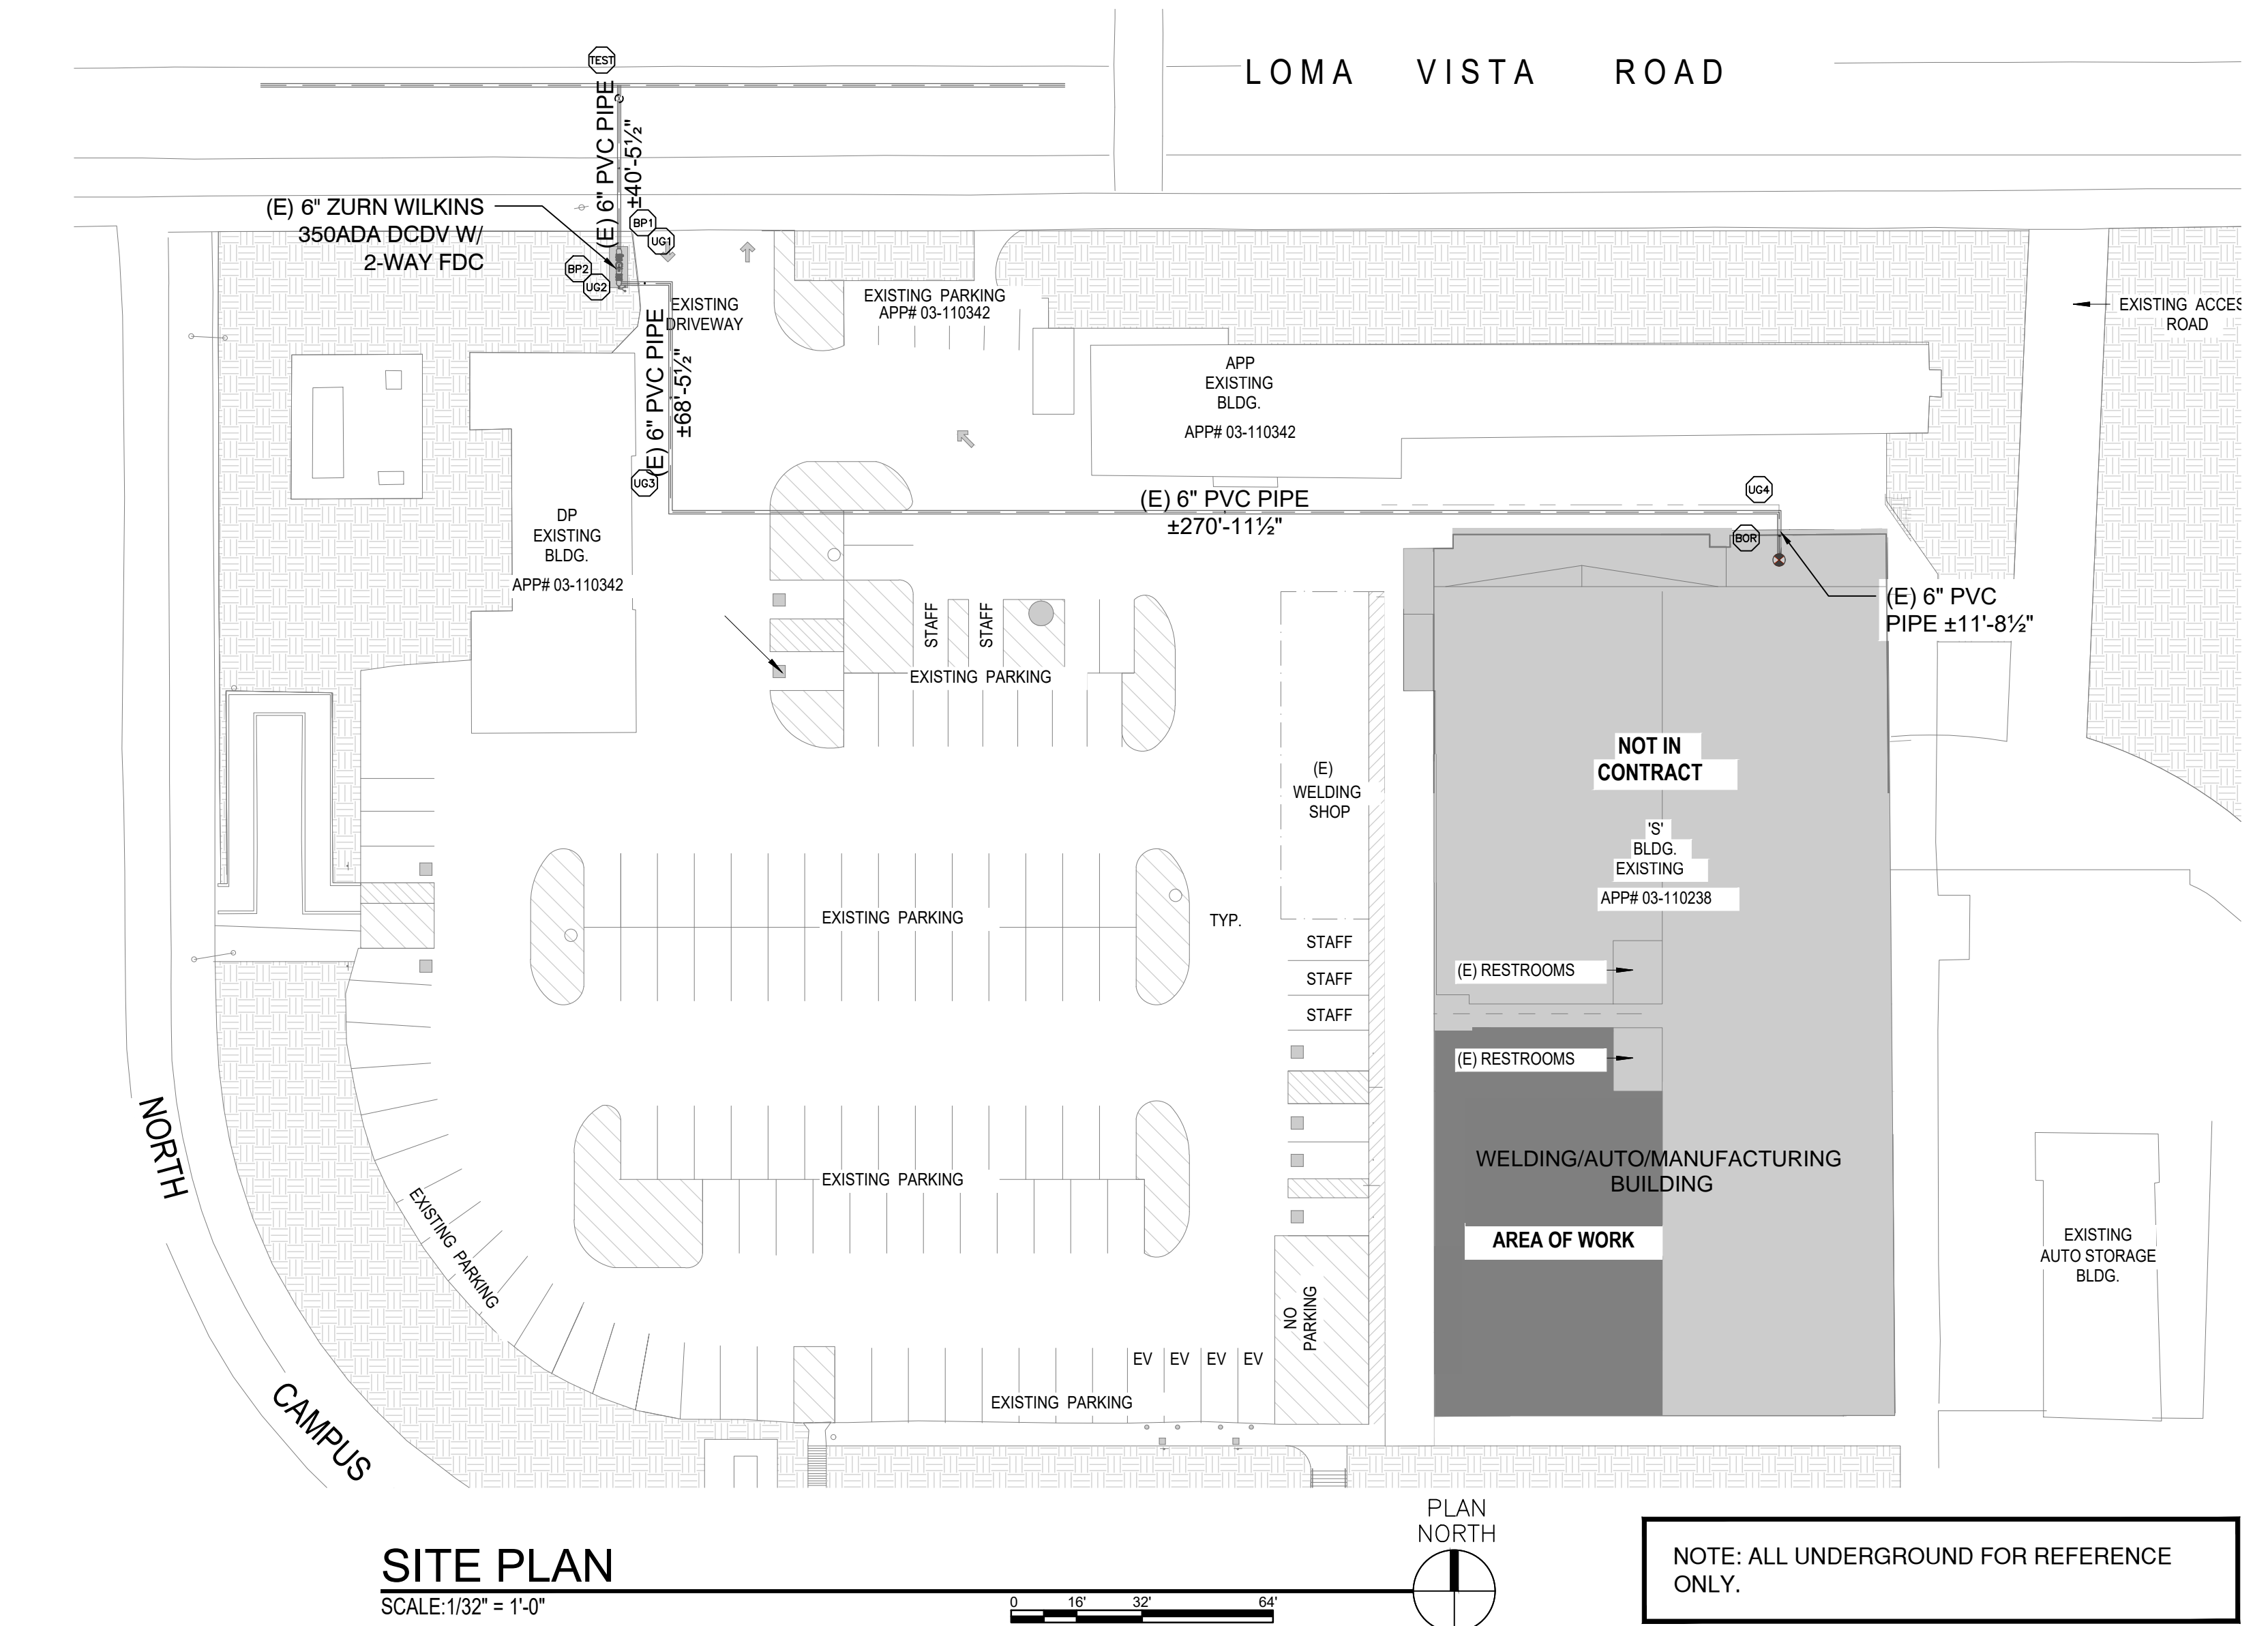 LOMA VISTA ROAD
TEST
(E) 6" PVC PIPE
±40'-5½"
(E) 6" ZURN WILKINS
350ADA DCDV W/
2-WAY FDC
BP1
UG1
BP2
UG2
EXISTING
DRIVEWAY
EXISTING PARKING
APP# 03-110342
EXISTING ACCES
ROAD
(E) 6" PVC PIPE
±68'-5½"
UG3
APP
EXISTING
BLDG.
APP# 03-110342
(E) 6" PVC PIPE
±270'-11½"
UG4
BOR
DP
EXISTING
BLDG.
APP# 03-110342
(E) 6" PVC
PIPE ±11'-8½"
STAFF
STAFF
EXISTING PARKING
NOT IN
CONTRACT
(E)
WELDING
SHOP
'S'
BLDG.
EXISTING
APP# 03-110238
EXISTING PARKING
TYP.
STAFF
STAFF
STAFF
(E) RESTROOMS
(E) RESTROOMS
NORTH
CAMPUS
EXISTING PARKING
EXISTING PARKING
WELDING/AUTO/MANUFACTURING
BUILDING
AREA OF WORK
EXISTING
AUTO STORAGE
BLDG.
NO
PARKING
EV EV EV EV
EXISTING PARKING
PLAN
NORTH
SITE PLAN
SCALE:1/32" = 1'-0"
0 16' 32' 64'
NOTE: ALL UNDERGROUND FOR REFERENCE
ONLY.